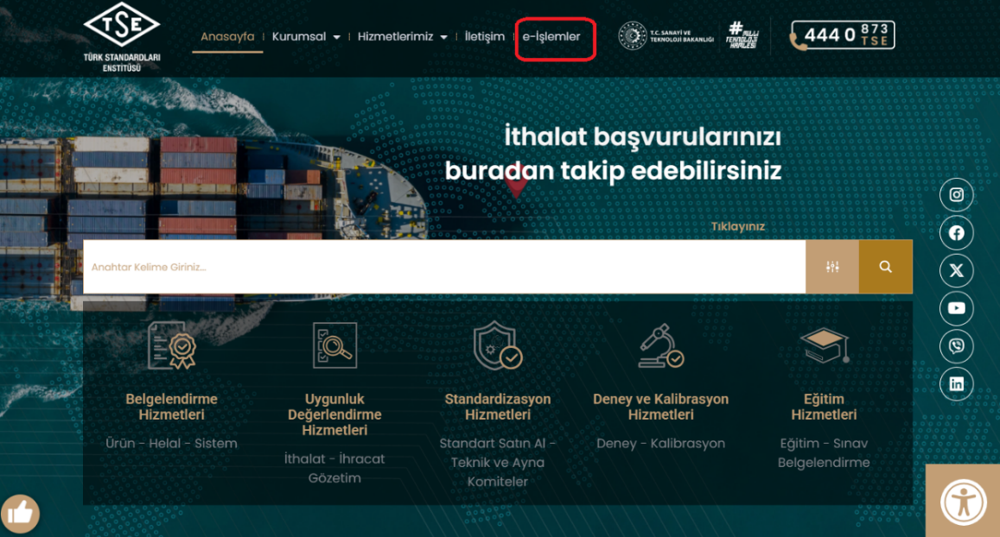 TSE
TÜRK STANDARDLARI
ENSTİTÜSÜ
Anasayfa
Kurumsal
Hizmetlerimiz
İletişim
e-İşlemler
T.C. SANAYİ VE
TEKNOLOJİ BAKANLIĞI
#MİLLİ
TEKNOLOJİ
HAMLESİ
444 0 873
TSE
İthalat başvurularınızı
buradan takip edebilirsiniz
Tıklayınız
Anahtar Kelime Giriniz...
Belgelendirme
Hizmetleri
Ürün - Helal - Sistem
Uygunluk
Değerlendirme
Hizmetleri
İthalat - İhracat
Gözetim
Standardizasyon
Hizmetleri
Standart Satın Al -
Teknik ve Ayna
Komiteler
Deney ve Kalibrasyon
Hizmetleri
Deney - Kalibrasyon
Eğitim
Hizmetleri
Eğitim - Sınav
Belgelendirme